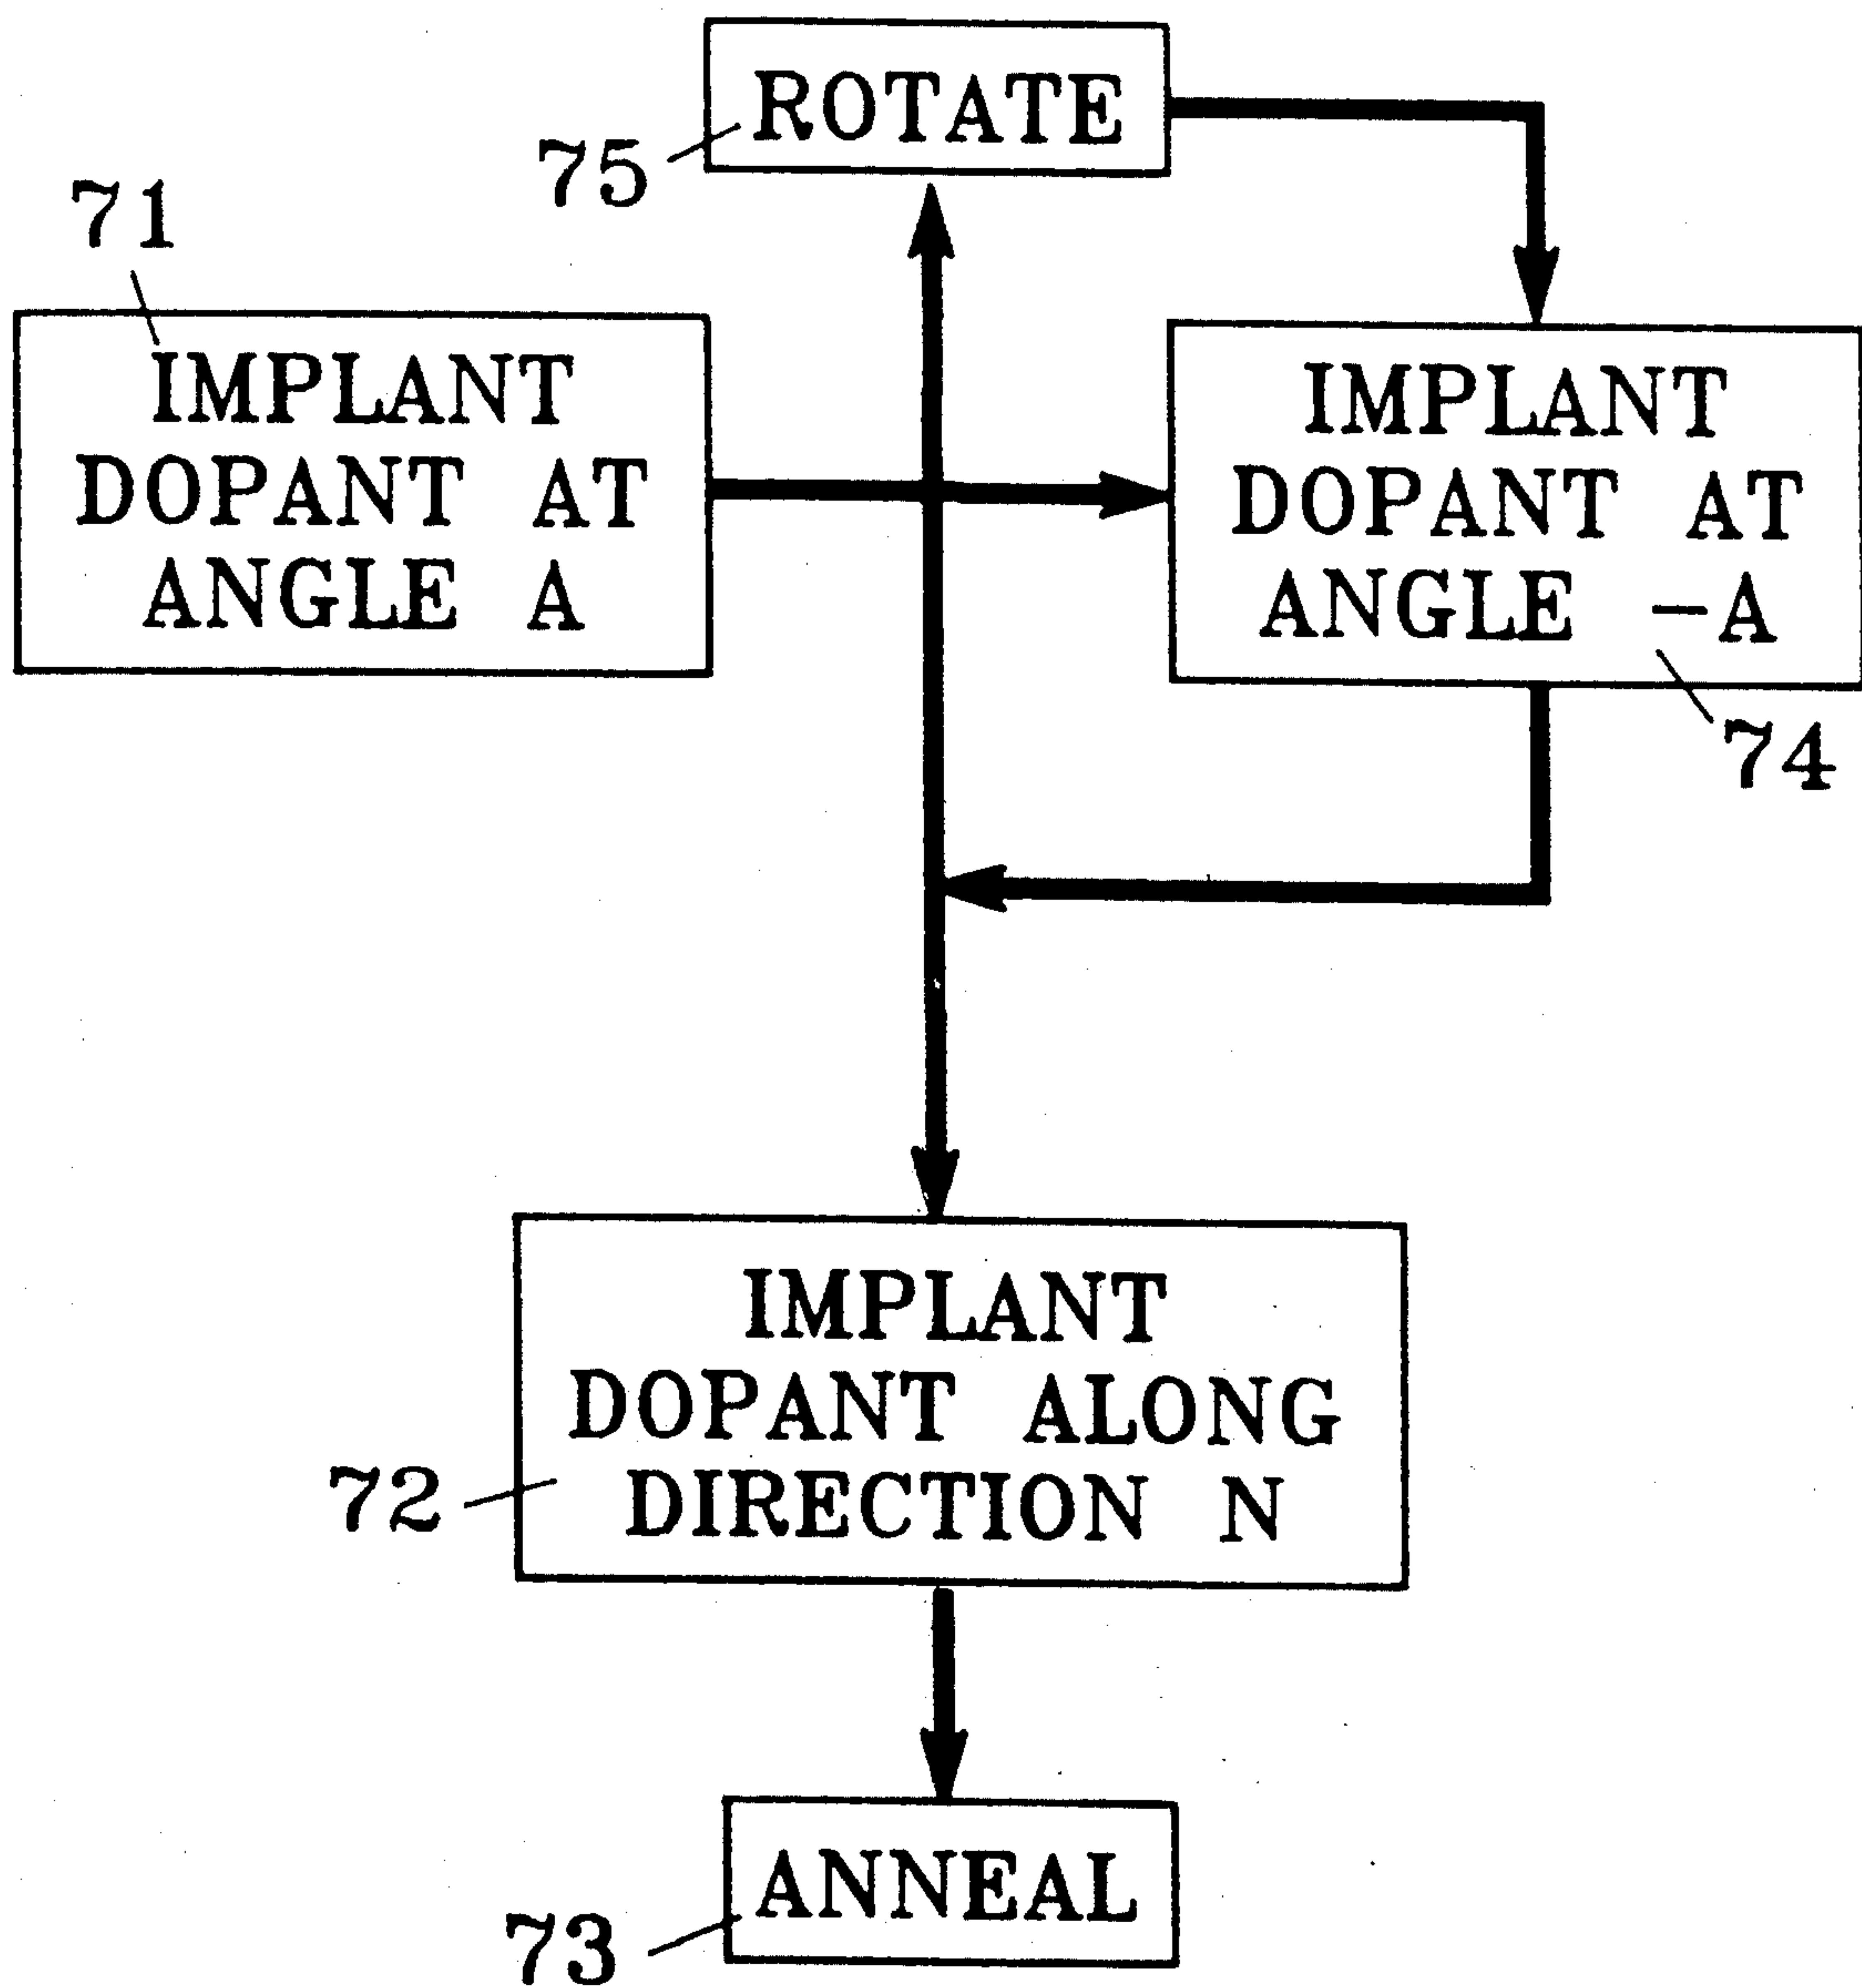 ROTATE
75
71
IMPLANT
DOPANT AT
ANGLE A
IMPLANT
DOPANT AT
ANGLE -A
74
IMPLANT
DOPANT ALONG
DIRECTION N
72
ANNEAL
73